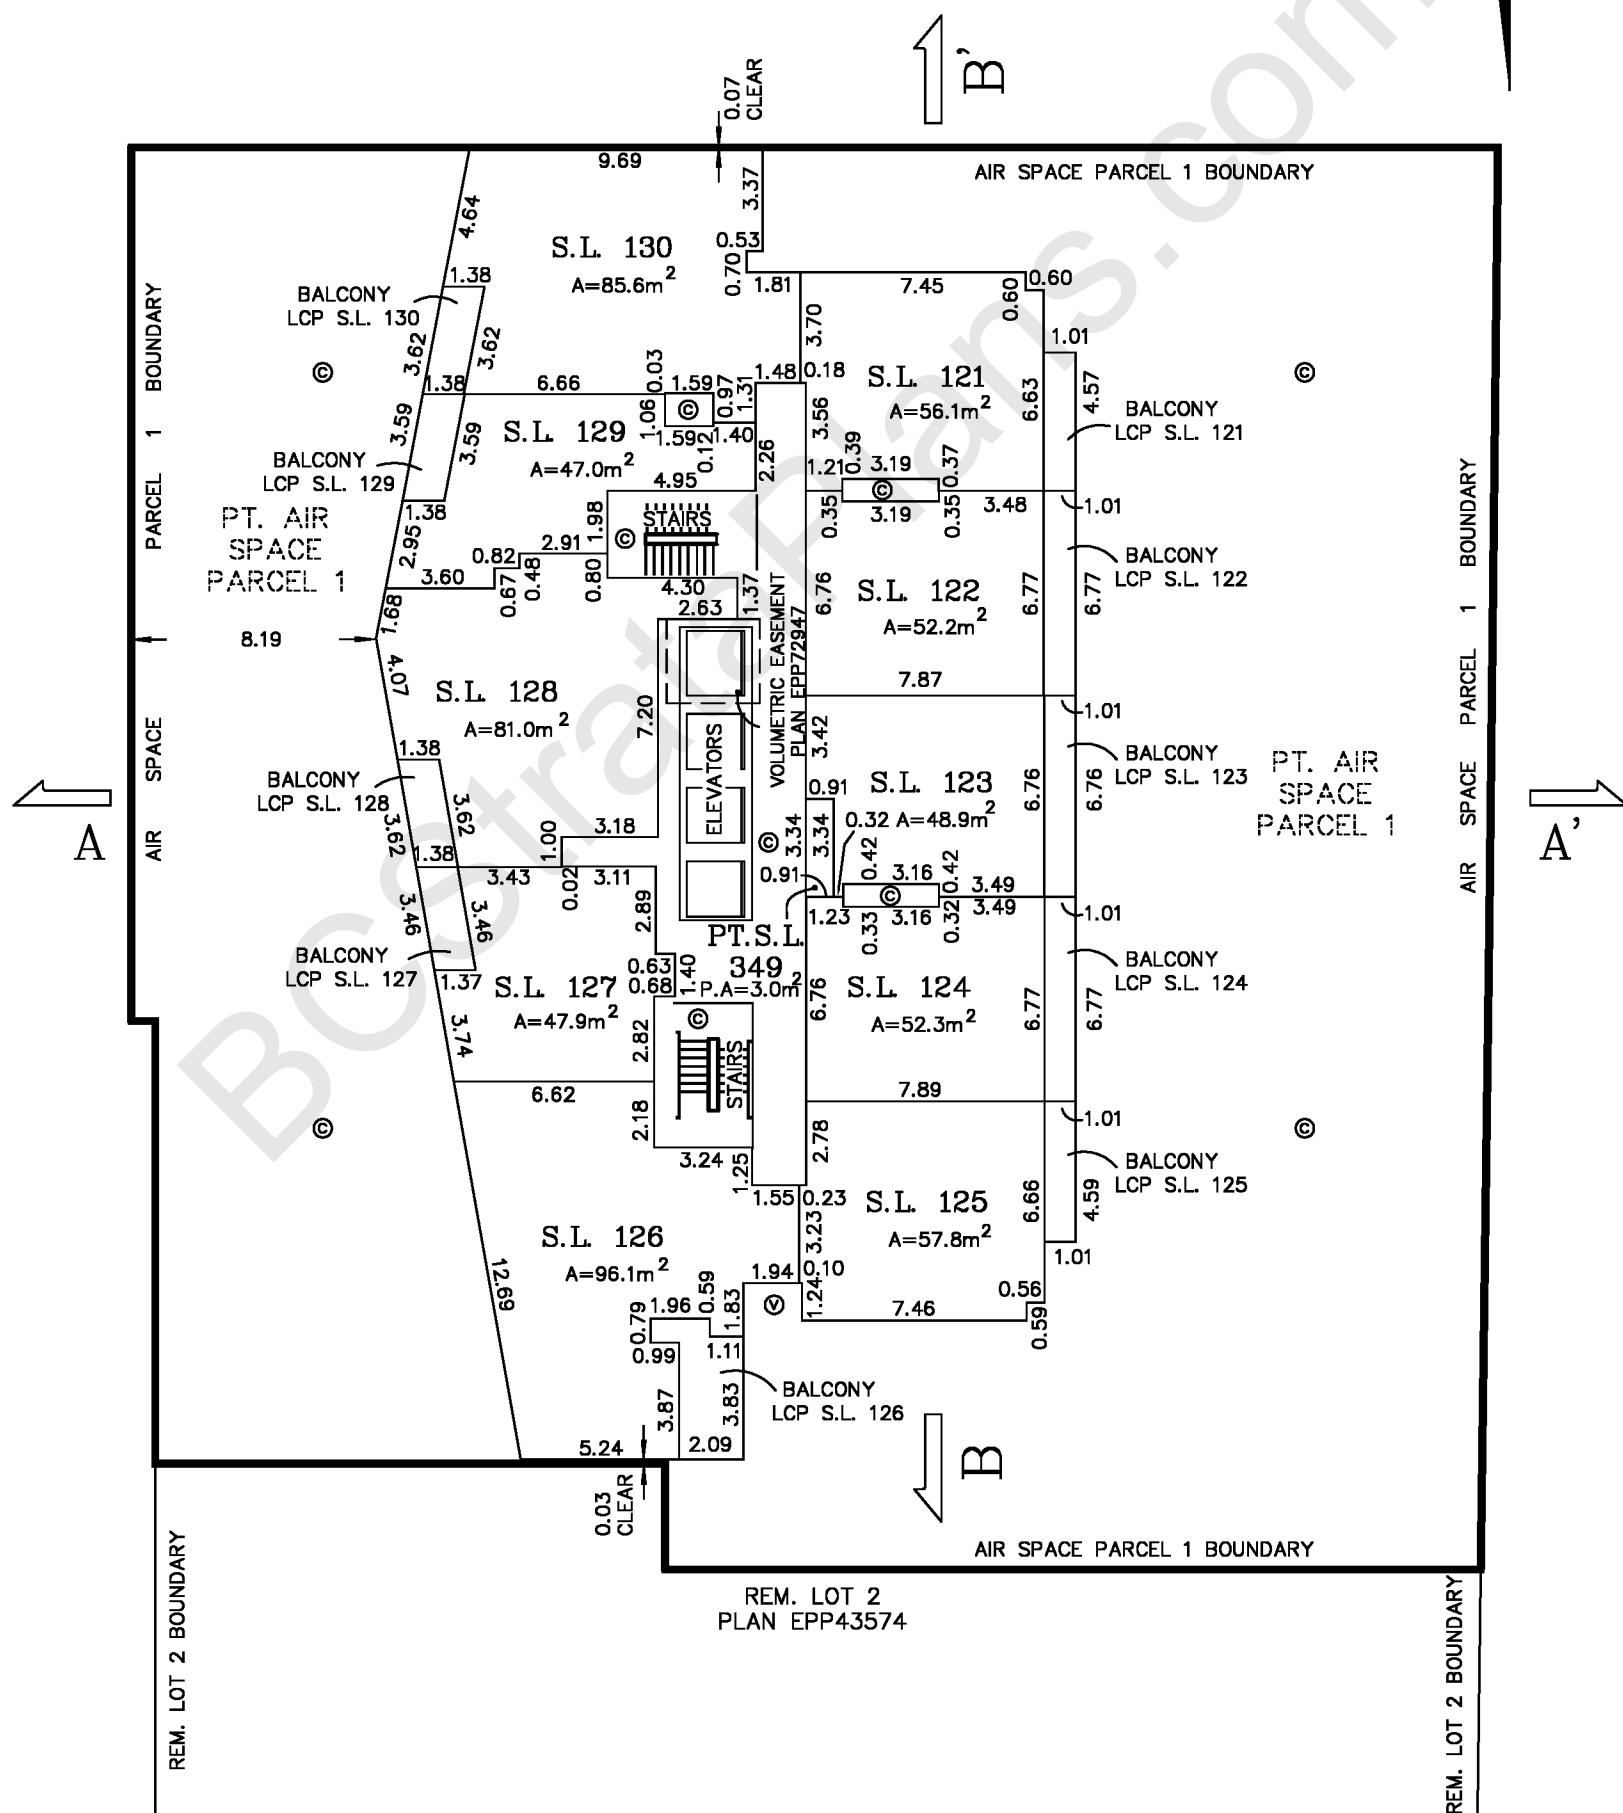 B'
0.07
CLEAR
9.69
AIR SPACE PARCEL 1 BOUNDARY
3.37
4.64
S.L. 130
A=85.6m2
0.53
0.70
1.81
7.45
0.60
0.60
1.38
BALCONY
LCP S.L. 130
3.62
3.62
3.70
1.01
©
©
1.38
6.66
0.03
1.59
0.97
1.31
1.48
0.18
S.L. 121
A=56.1m2
6.63
4.57
BALCONY
LCP S.L. 121
3.59
3.59
S.L. 129
A=47.0m2
1.06
©
1.59
0.12
1.40
2.26
3.56
0.39
1.21
3.19
0.37
©
BALCONY
LCP S.L. 129
1.38
4.95
0.35
3.19
0.35
3.48
1.01
PT. AIR
SPACE
PARCEL 1
2.95
0.82
2.91
1.98
©
STAIRS
0.48
0.67
3.60
0.80
4.30
1.37
2.63
6.76
S.L. 122
A=52.2m2
6.77
6.77
BALCONY
LCP S.L. 122
1.68
8.19
4.07
VOLUMETRIC EASEMENT
PLAN EPP72947
S.L. 128
A=81.0m2
7.20
7.87
1.01
3.42
1.38
BALCONY
LCP S.L. 128
ELEVATORS
0.91
S.L. 123
0.32 A=48.9m2
6.76
6.76
BALCONY
LCP S.L. 123
PT. AIR
SPACE
PARCEL 1
A
A'
3.62
3.62
1.00
3.18
©
3.34
3.34
0.42
3.16
0.42
1.38
3.43
0.02
3.11
0.91
©
3.49
3.49
1.23
0.33
3.16
0.32
1.01
3.46
3.46
2.89
PT.S.L.
349
P.A=3.0m2
BALCONY
LCP S.L. 127
1.37
0.63
0.68
1.40
S.L. 127
A=47.9m2
S.L. 124
A=52.3m2
6.76
6.77
6.77
BALCONY
LCP S.L. 124
3.74
2.82
©
STAIRS
6.62
7.89
1.01
2.18
3.24
1.25
2.78
©
©
BALCONY
LCP S.L. 125
1.55
0.23
S.L. 125
A=57.8m2
6.66
4.59
1.01
S.L. 126
A=96.1m2
3.23
12.69
1.94
0.10
1.24
0.59
1.96
0.79
1.83
Ⓥ
7.46
0.56
0.59
0.99
1.11
3.87
3.83
BALCONY
LCP S.L. 126
5.24
2.09
B
0.03
CLEAR
AIR SPACE PARCEL 1 BOUNDARY
REM. LOT 2
PLAN EPP43574
AIR SPACE PARCEL 1 BOUNDARY
AIR SPACE PARCEL 1 BOUNDARY
REM. LOT 2 BOUNDARY
REM. LOT 2 BOUNDARY
BCStrataPlans.com